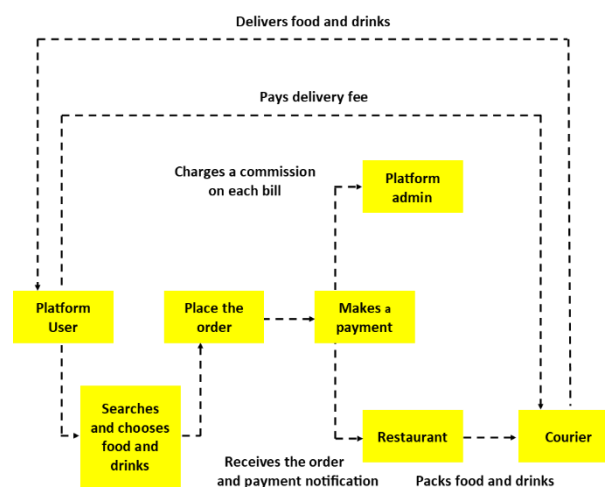 Delivers food and drinks
Pays delivery fee
Charges a commission
on each bill
Platform
admin
Platform
User
Place the
order
Makes a
payment
Searches
and chooses
food and
drinks
Restaurant
Courier
Receives the order
and payment notification
Packs food and drinks